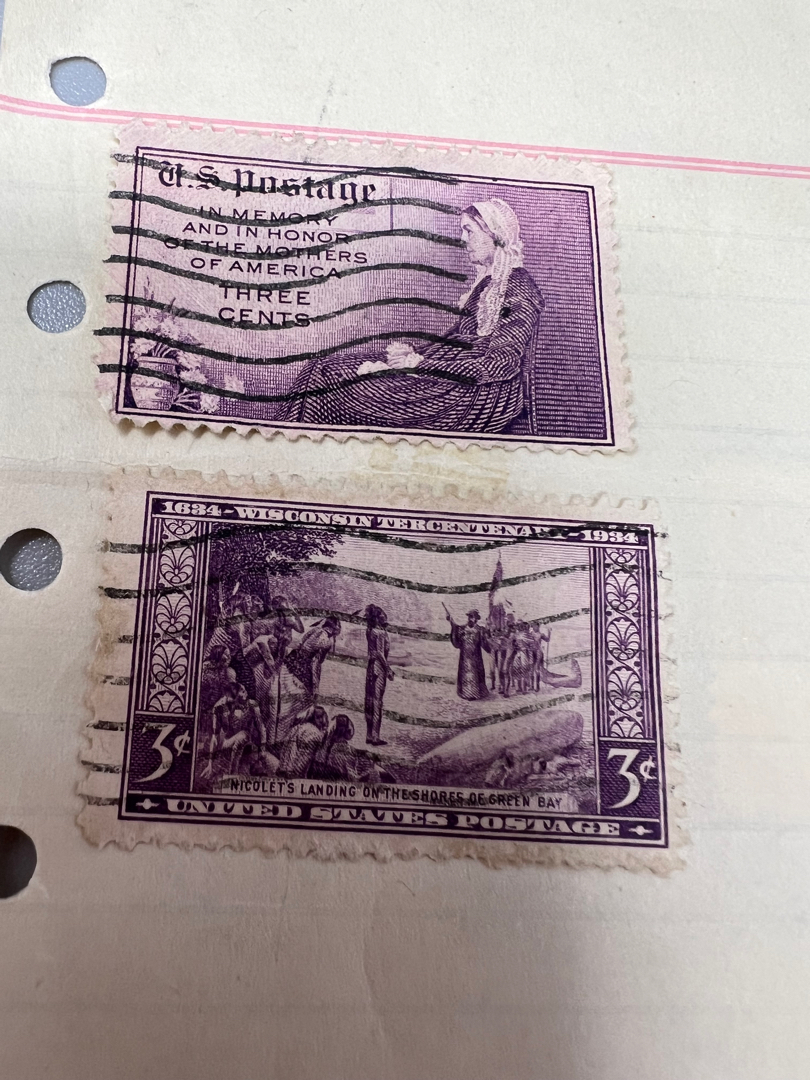 U.S. Postage
IN MEMORY
AND IN HONOR
OF THE MOTHERS
OF AMERICA
THREE
CENTS
1634-WISCONSIN TERCENTENARY-1934
3¢ 3¢
NICOLET'S LANDING ON THE SHORES OF GREEN BAY
UNITED STATES POSTAGE